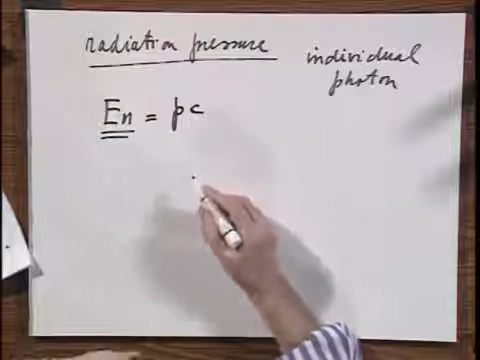 radiation pressure
individual
photon
En = pc